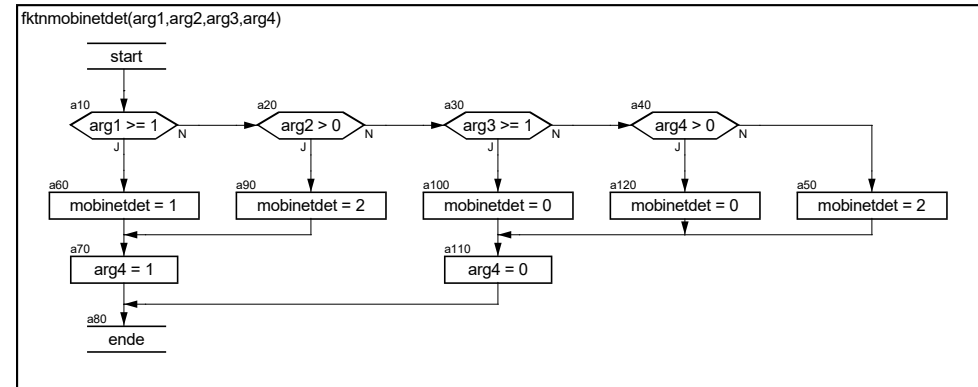 fktnmobinetdet(arg1,arg2,arg3,arg4)
start
a10
a20
a30
a40
arg1 >= 1
arg2 > 0
arg3 >= 1
arg4 > 0
N
N
N
N
J
J
J
J
a60
a90
a100
a120
a50
mobinetdet = 1
mobinetdet = 2
mobinetdet = 0
mobinetdet = 0
mobinetdet = 2
a70
a110
arg4 = 1
arg4 = 0
a80
ende